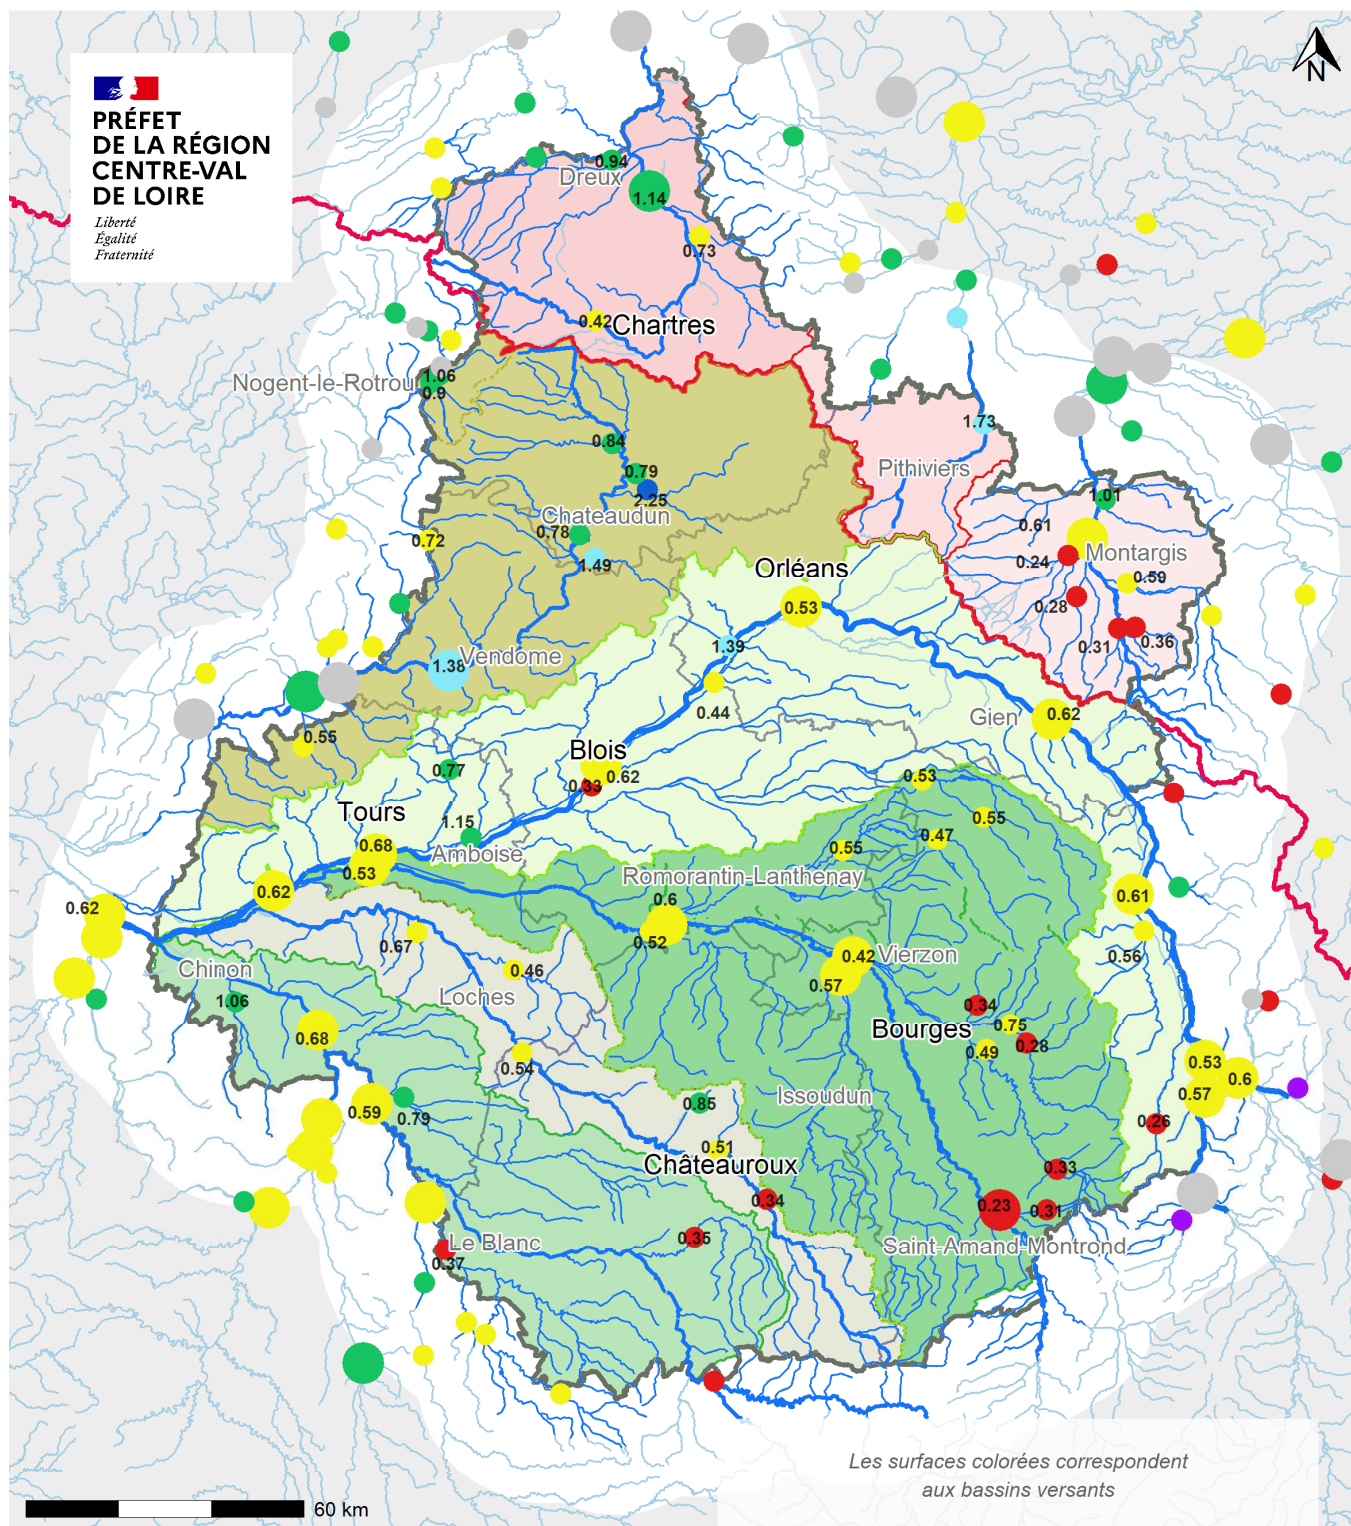 N
PRÉFET
DE LA RÉGION
CENTRE-VAL
DE LOIRE
Liberté
Égalité
Fraternité
0.94
Dreux
1.14
0.73
0.42
Chartres
1.06
Nogent-le-Rotrou
0.9
1.73
0.84
Pithiviers
0.79
2.25
1.01
Chateaudun
0.61
0.78
0.72
Montargis
1.49
0.24
Orléans
0.59
0.53
0.28
1.39
0.31
0.36
Vendome
1.38
0.44
Gien
0.62
0.55
Blois
0.77
0.62
0.33
0.53
Tours
1.15
0.55
0.47
0.68
0.55
Amboise
0.53
Romorantin-Lanthenay
0.62
0.6
0.61
0.62
0.52
0.67
0.42
Vierzon
0.56
Chinon
0.46
0.57
Loches
1.06
0.34
0.75
Bourges
0.68
0.28
0.49
0.54
0.53
0.6
0.57
Issoudun
0.85
0.59
0.79
0.26
0.51
Châteauroux
0.33
0.34
0.23
0.31
0.35
Le Blanc
Saint-Amand-Montrond
0.37
Les surfaces colorées correspondent
aux bassins versants
60 km